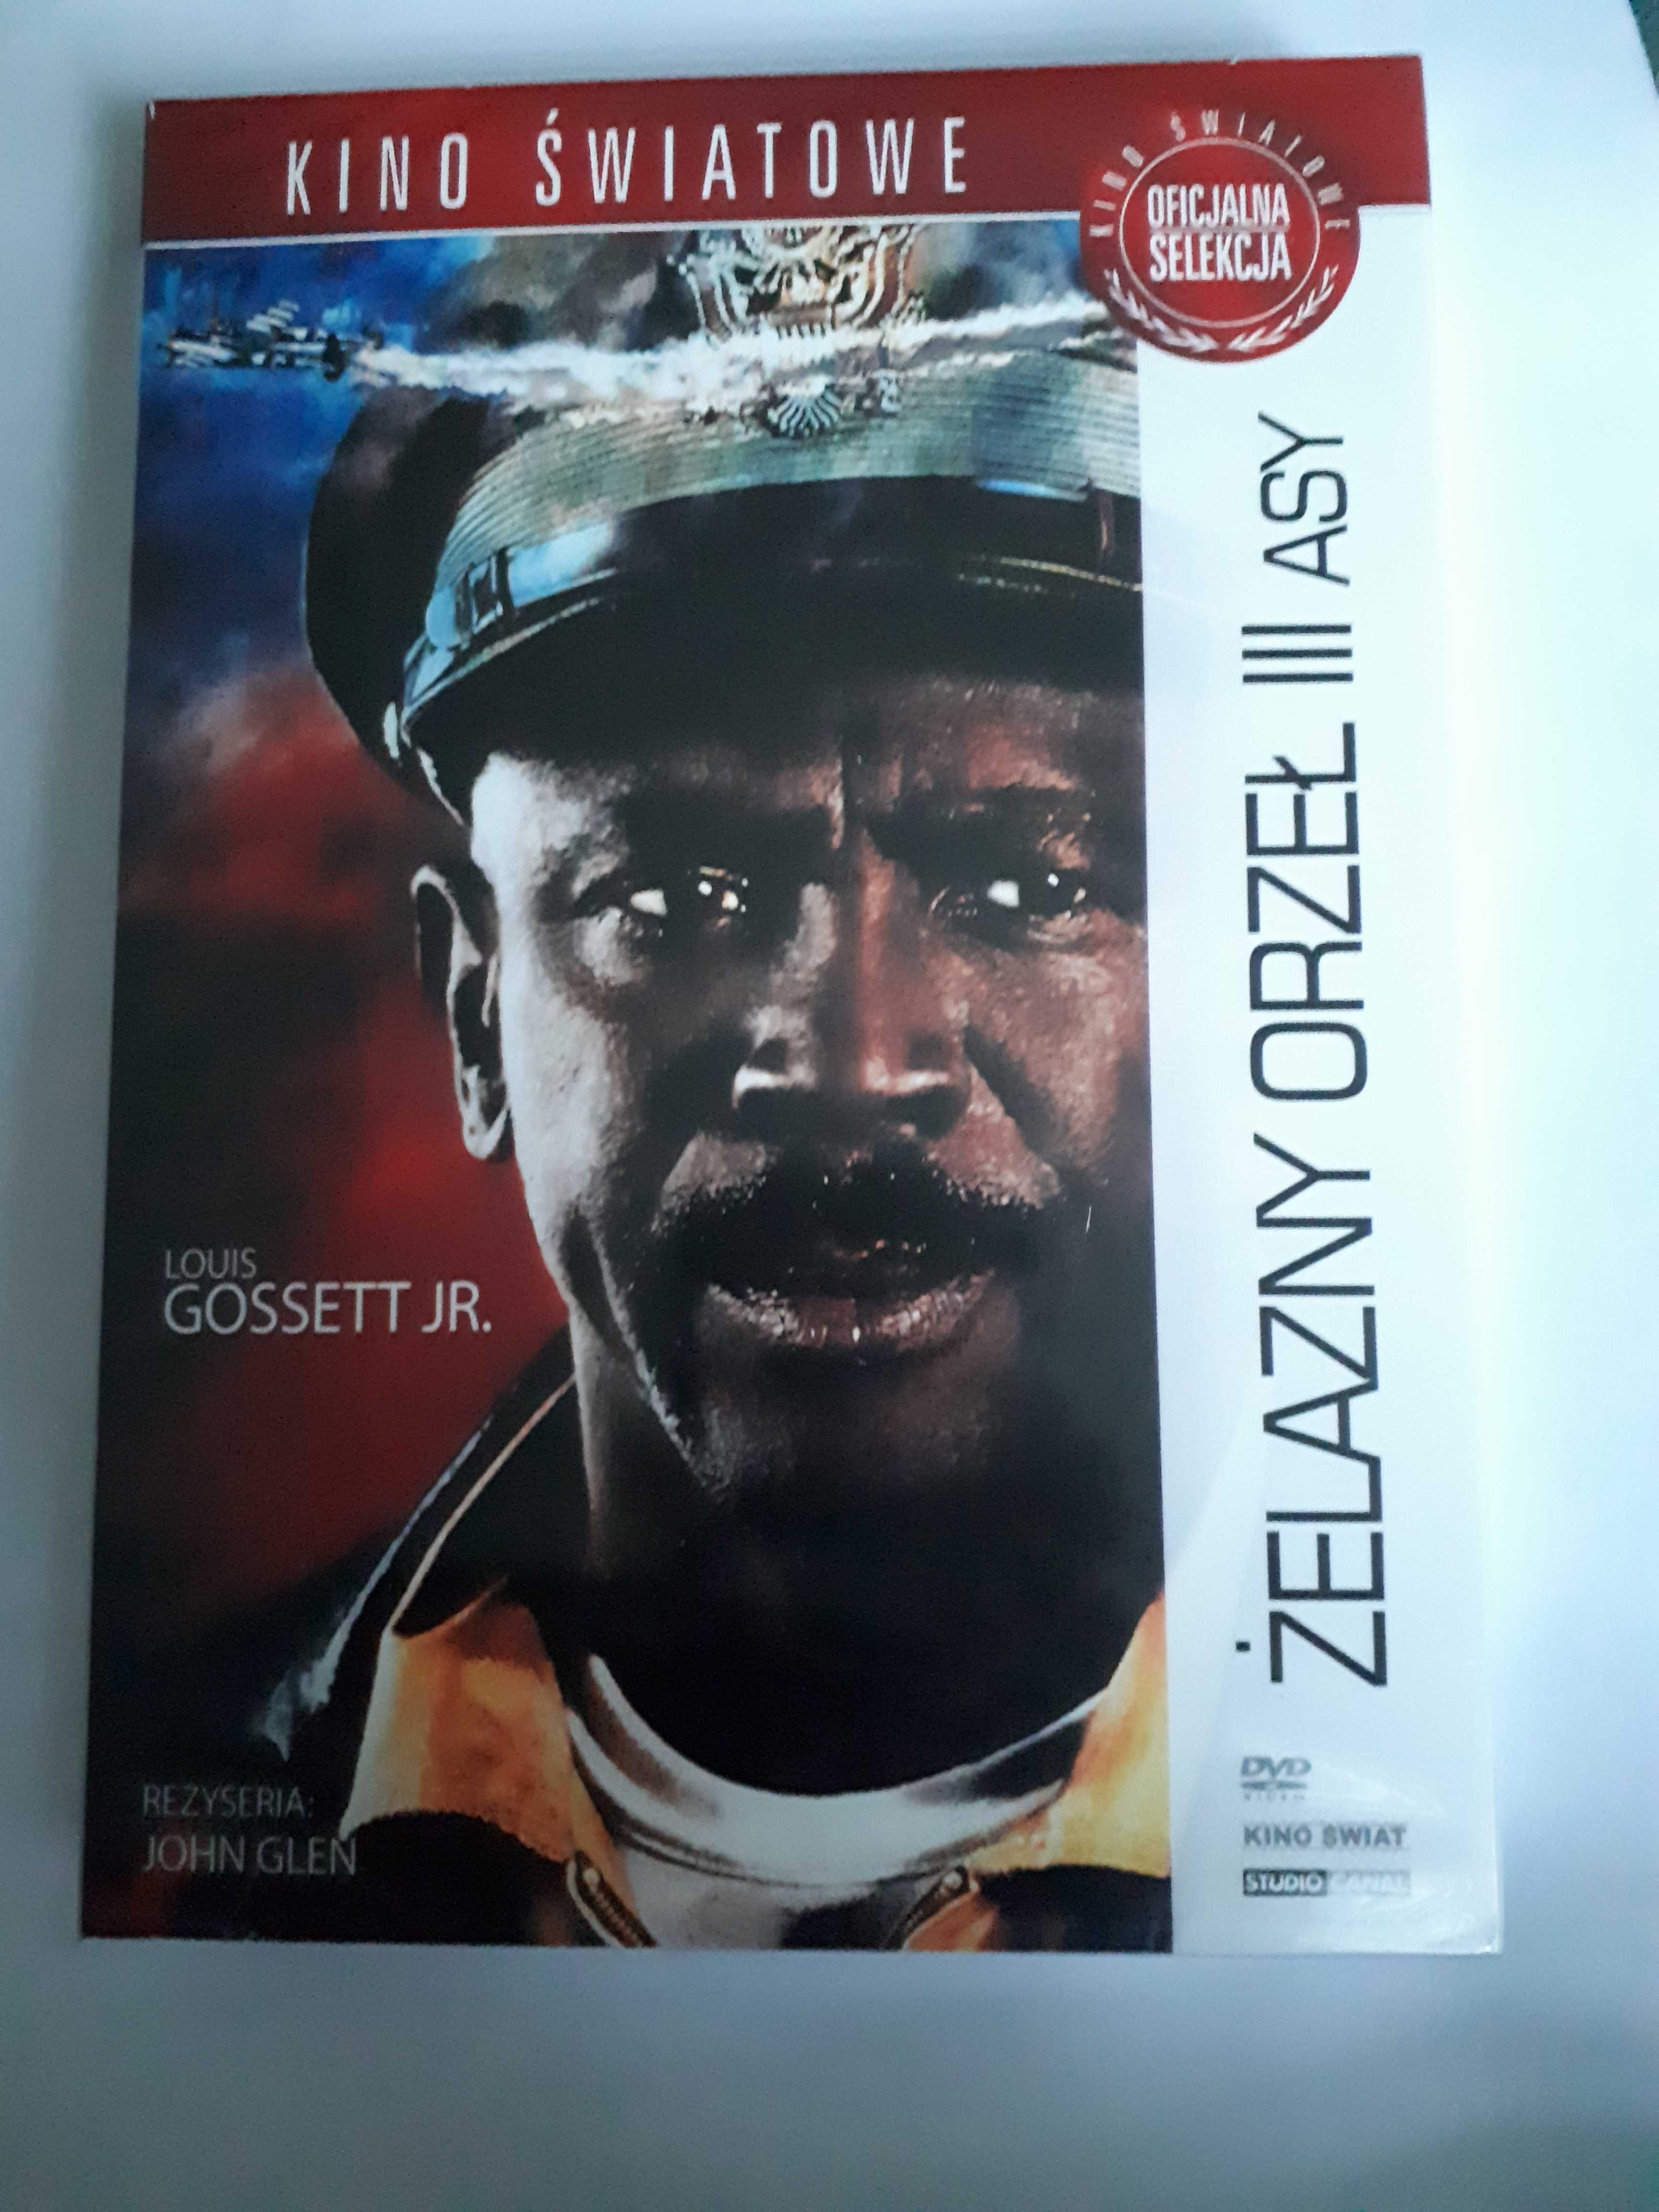 KINO ŚWIATOWE
KINO ŚWIATOWE
OFICJALNA
SELEKCJA
ŻELAZNY ORZEŁ III ASY
LOUIS
GOSSETT JR.
REŻYSERIA:
JOHN GLEN
DVD
VIDEO
KINO ŚWIAT
STUDIO CANAL